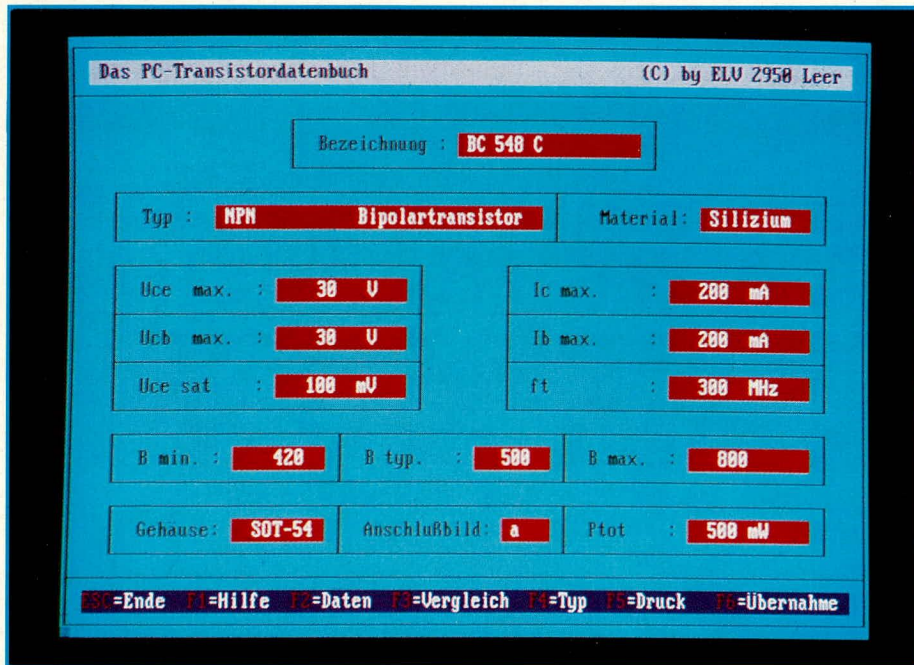 Das PC-Transistordatenbuch (C) by ELV 2950 Leer
Bezeichnung : BC 548 C
Typ : NPN Bipolartransistor Material: Silizium
Uce max. : 30 V Ic max. : 200 mA
Ucb max. : 30 V Ib max. : 200 mA
Uce sat : 100 mV ft : 300 MHz
B min. : 420 B typ. : 500 B max. : 800
Gehäuse: SOT-54 Anschlußbild: a Ptot : 500 mW
ESC=Ende F1=Hilfe F2=Daten F3=Vergleich F4=Typ F5=Druck F6=Übernahme